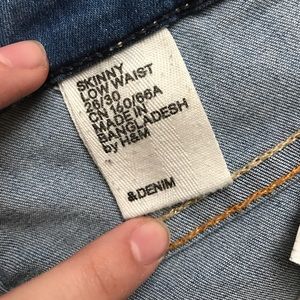 SKINNY
LOW WAIST
26/30
CN 160/66A
MADE IN
BANGLADESH
by H&M
&DENIM